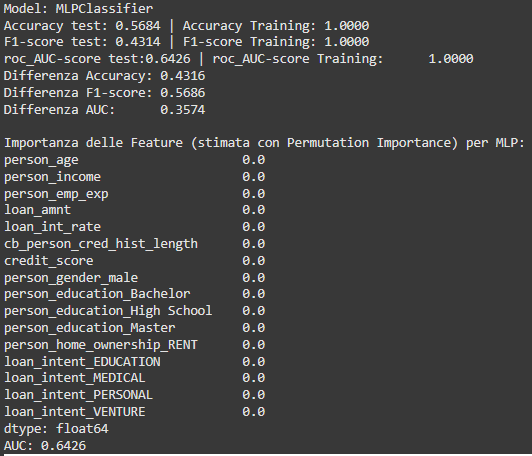 Model: MLPClassifier
Accuracy test: 0.5684 | Accuracy Training: 1.0000
F1-score test: 0.4314 | F1-score Training: 1.0000
roc_AUC-score test:0.6426 | roc_AUC-score Training: 1.0000
Differenza Accuracy: 0.4316
Differenza F1-score: 0.5686
Differenza AUC: 0.3574
Importanza delle Feature (stimata con Permutation Importance) per MLP:
person_age 0.0
person_income 0.0
person_emp_exp 0.0
loan_amnt 0.0
loan_int_rate 0.0
cb_person_cred_hist_length 0.0
credit_score 0.0
person_gender_male 0.0
person_education_Bachelor 0.0
person_education_High School 0.0
person_education_Master 0.0
person_home_ownership_RENT 0.0
loan_intent_EDUCATION 0.0
loan_intent_MEDICAL 0.0
loan_intent_PERSONAL 0.0
loan_intent_VENTURE 0.0
dtype: float64
AUC: 0.6426